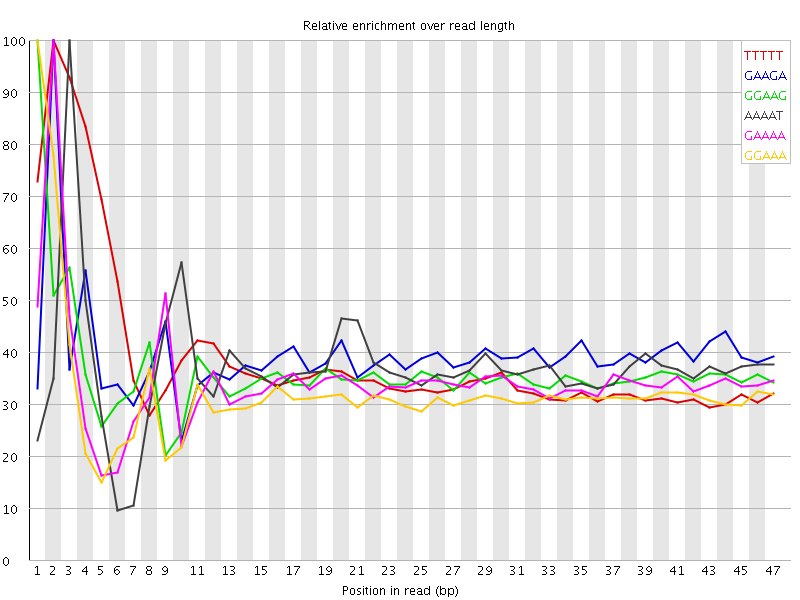 Relative enrichment over read length
100
90
80
70
60
50
40
30
20
10
0
TTTTT
GAAGA
GGAAG
AAAAT
GAAAA
GGAAA
1 2 3 4 5 6 7 8 9 11 13 15 17 19 21 23 25 27 29 31 33 35 37 39 41 43 45 47
Position in read (bp)